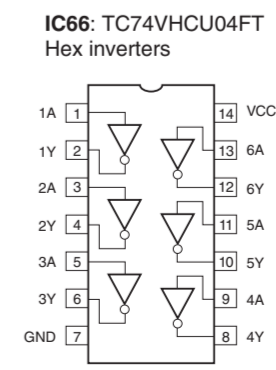 IC66: TC74VHCU04FT
Hex inverters
1A 1 14 VCC
1Y 2 13 6A
2A 3 12 6Y
2Y 4 11 5A
3A 5 10 5Y
3Y 6 9 4A
GND 7 8 4Y